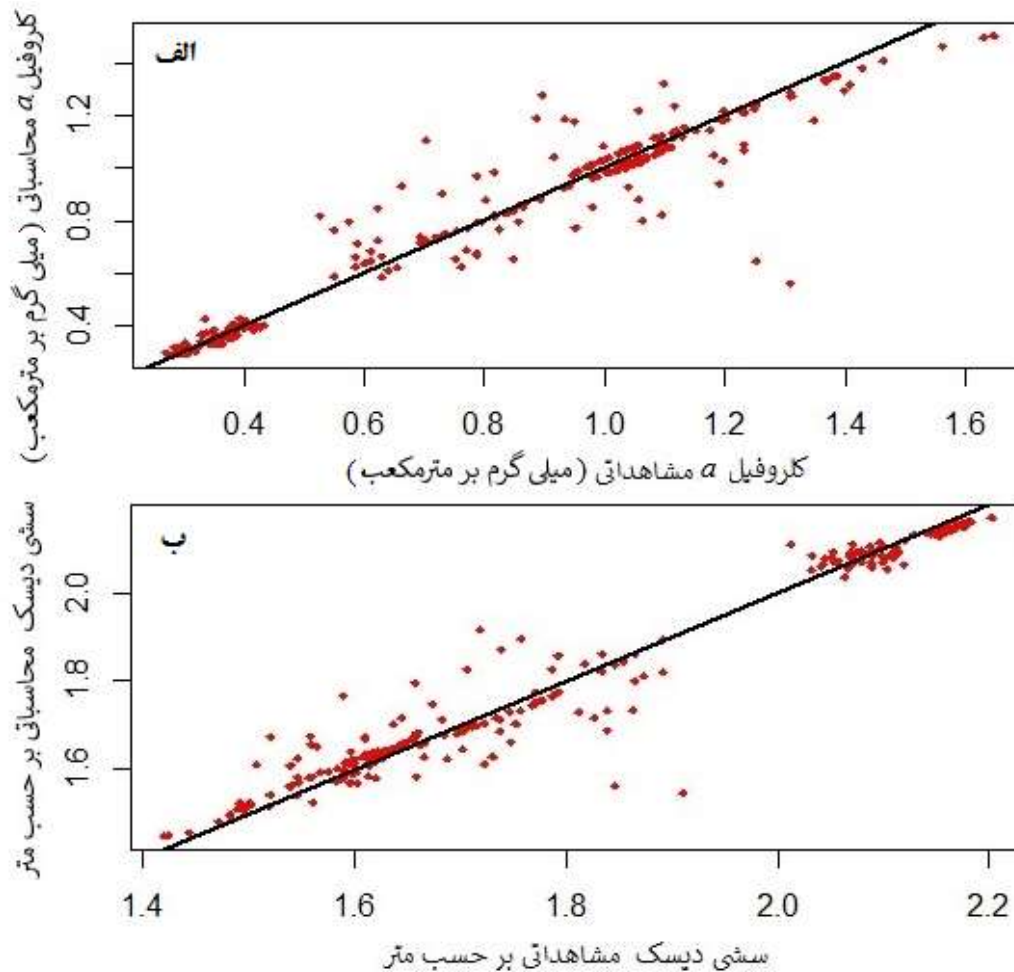 الف
کلروفیل a محاسباتی (میلی گرم بر مترمکعب)
1.2
0.8
0.4
0.4 0.6 0.8 1.0 1.2 1.4 1.6
کلروفیل a مشاهداتی (میلی گرم بر مترمکعب)
ب
سشی دیسک محاسباتی بر حسب متر
2.0
1.8
1.6
1.4 1.6 1.8 2.0 2.2
سشی دیسک مشاهداتی بر حسب متر